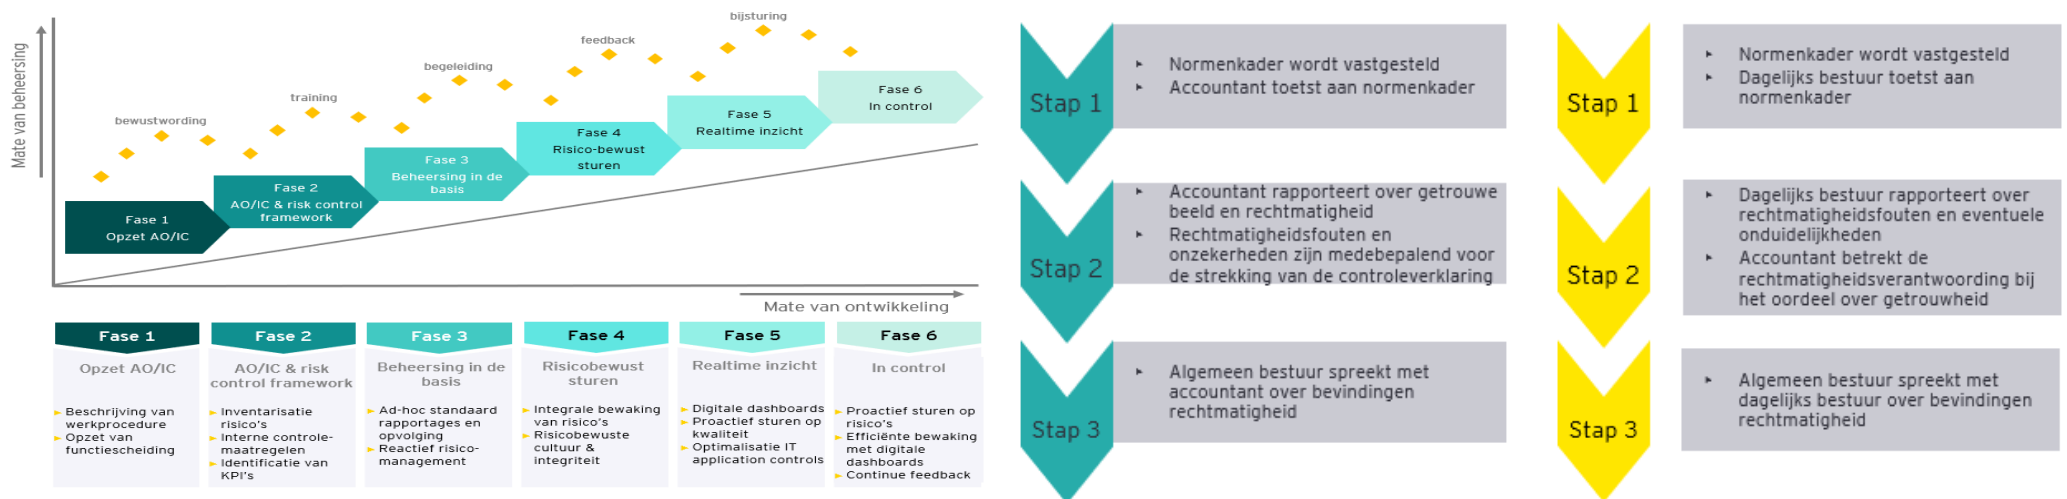 Mate van beheersing
bewustwording
training
begeleiding
feedback
bijsturing
Fase 1
Opzet AO/IC
Fase 2
AO/IC & risk control
framework
Fase 3
Beheersing in de
basis
Fase 4
Risico-bewust
sturen
Fase 5
Realtime inzicht
Fase 6
In control
Mate van ontwikkeling
Fase 1
Opzet AO/IC
► Beschrijving van
werkprocedure
► Opzet van
functiescheiding
Fase 2
AO/IC & risk
control framework
► Inventarisatie
risico's
► Interne controle-
maatregelen
► Identificatie van
KPI's
Fase 3
Beheersing in de
basis
► Ad-hoc standaard
rapportages en
opvolging
► Reactief risico-
management
Fase 4
Risicobewust
sturen
► Integrale bewaking
van risico's
► Risicobewuste
cultuur &
integriteit
Fase 5
Realtime inzicht
► Digitale dashboards
► Proactief sturen op
kwaliteit
► Optimalisatie IT
application controls
Fase 6
In control
► Proactief sturen op
risico's
► Efficiënte bewaking
met digitale
dashboards
► Continue feedback
Stap 1
► Normenkader wordt vastgesteld
► Accountant toetst aan normenkader
Stap 2
► Accountant rapporteert over getrouwe
beeld en rechtmatigheid
► Rechtmatigheidsfouten en
onzekerheden zijn medebepalend voor
de strekking van de controleverklaring
Stap 3
► Algemeen bestuur spreekt met
accountant over bevindingen
rechtmatigheid
Stap 1
► Normenkader wordt vastgesteld
► Dagelijks bestuur toetst aan
normenkader
Stap 2
► Dagelijks bestuur rapporteert over
rechtmatigheidsfouten en eventuele
onduidelijkheden
► Accountant betrekt de
rechtmatigheidsverantwoording bij
het oordeel over getrouwheid
Stap 3
► Algemeen bestuur spreekt met
dagelijks bestuur over bevindingen
rechtmatigheid